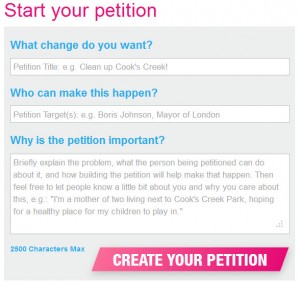 Start your petition
What change do you want?
Petition Title: e.g. Clean up Cook's Creek!
Who can make this happen?
Petition Target(s): e.g. Boris Johnson, Mayor of London
Why is the petition important?
Briefly explain the problem, what the person being petitioned can do
about it, and how building the petition will help make that happen. Then
feel free to let people know a little bit about you and why you care about
this, e.g.: "I'm a mother of two living next to Cook's Creek Park, hoping
for a healthy place for my children to play in."
2500 Characters Max
CREATE YOUR PETITION